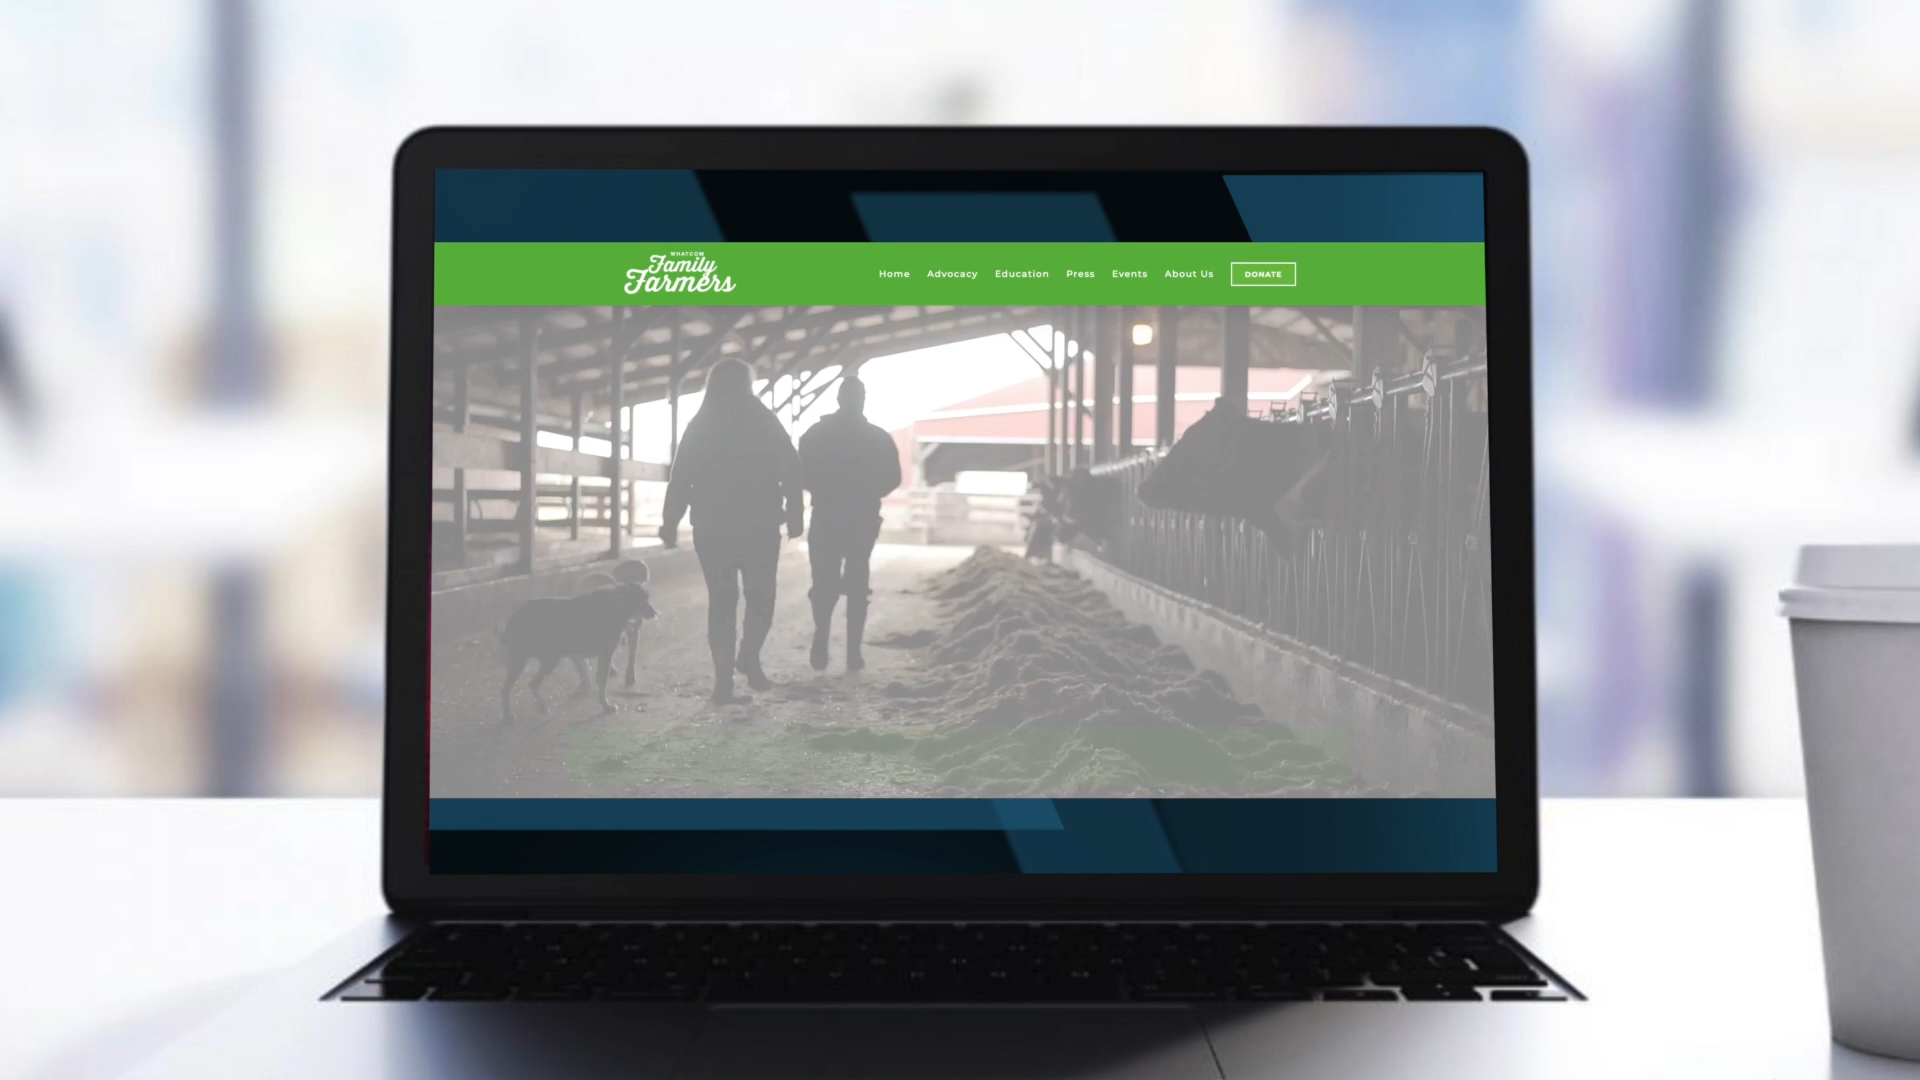 WHATCOM
Family
Farmers
Home Advocacy Education Press Events About Us DONATE